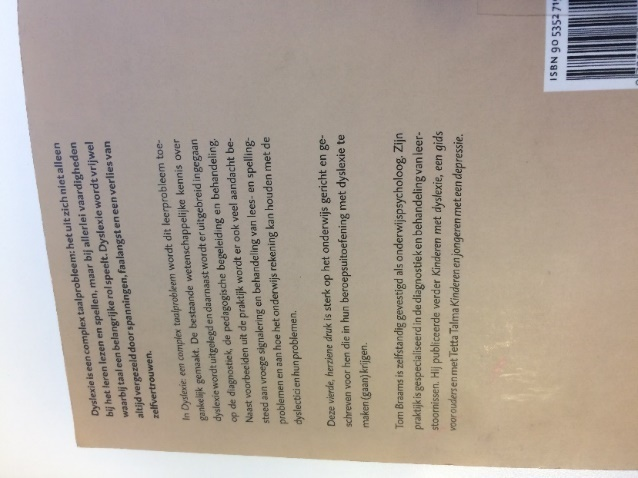 Dyslexie is een complex taalprobleem: het uit zich niet alleen
bij het leren lezen en spellen, maar bij allerlei vaardigheden
waarbij taal een belangrijke rol speelt. Dyslexie wordt vrijwel
altijd vergezeld door spanningen, faalangst en een verlies van
zelfvertrouwen.
In Dyslexie: een complex taalprobleem wordt dit leerprobleem toe-
gankelijk gemaakt. De bestaande wetenschappelijke kennis over
dyslexie wordt uitgelegd en daarnaast wordt er uitgebreid ingegaan
op de diagnostiek, de pedagogische begeleiding en behandeling.
Naast voorbeelden uit de praktijk wordt er ook veel aandacht be-
steed aan vroege signalering en behandeling van lees- en spelling-
problemen en aan hoe het onderwijs rekening kan houden met de
dyslectici en hun problemen.
Deze vierde, herziene druk is sterk op het onderwijs gericht en ge-
schreven voor hen die in hun beroepsuitoefening met dyslexie te
maken (gaan) krijgen.
Tom Braams is zelfstandig gevestigd als onderwijspsycholoog. Zijn
praktijk is gespecialiseerd in de diagnostiek en behandeling van leer-
stoornissen. Hij publiceerde verder Kinderen met dyslexie, een gids
voor ouders en met Tetta Talma Kinderen en jongeren met een depressie.
ISBN 90 5352 71